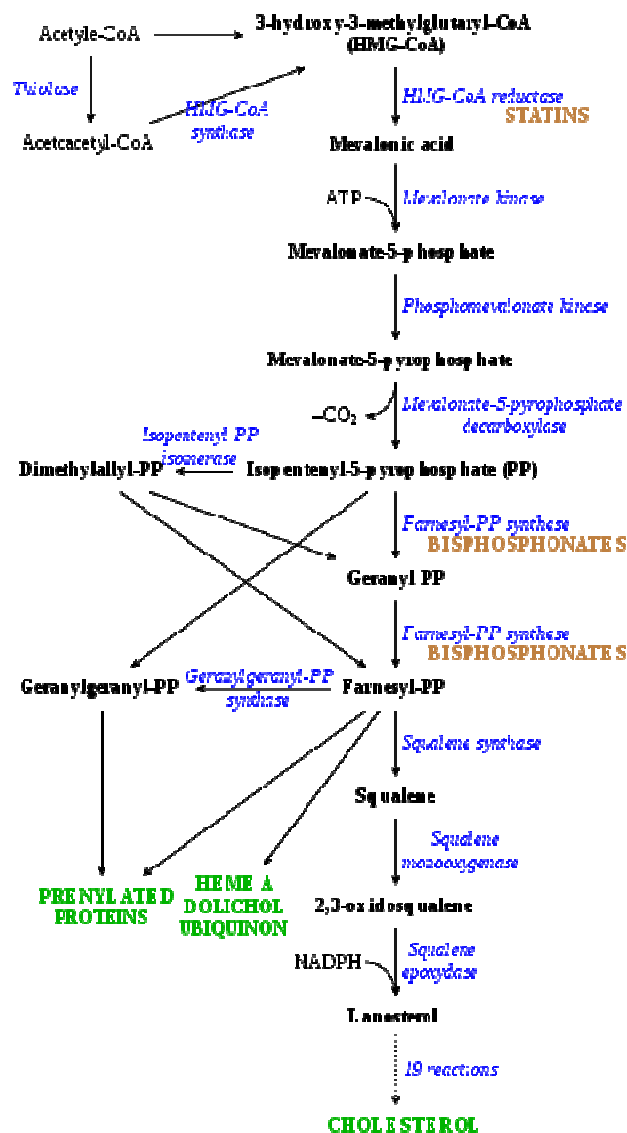 Acetyle-CoA
3-hydroxy-3-methylglutaryl-CoA
(HMG-CoA)
Thiolase
HMG-CoA reductase
STATINS
HMG-CoA
synthase
Acetcacetyl-CoA
Mevalonic acid
ATP
Mevalonate kinase
Mevalonate-5-phosphate
Phosphomevalonate kinase
Mevalonate-5-pyrophosphate
–CO₂
Mevalonate-5-pyrophosphate
decarboxylase
Isopentenyl PP
isomerase
Dimethylallyl-PP
Isopentenyl-5-pyrophosphate (PP)
Farnesyl-PP synthese
BISPHOSPHONATES
Geranyl PP
Farnesyl-PP synthese
BISPHOSPHONATES
Geranylgeranyl-PP
Geranylgeranyl-PP
synthase
Farnesyl-PP
Squalene synthase
Squalene
Squalene
monooxygenase
PRENYLATED
PROTEINS
HEME A
DOLICHOL
UBIQUINON
2,3-oxidosqualene
NADPH
Squalene
epoxydase
Lanosterol
19 reactions
CHOLESTEROL